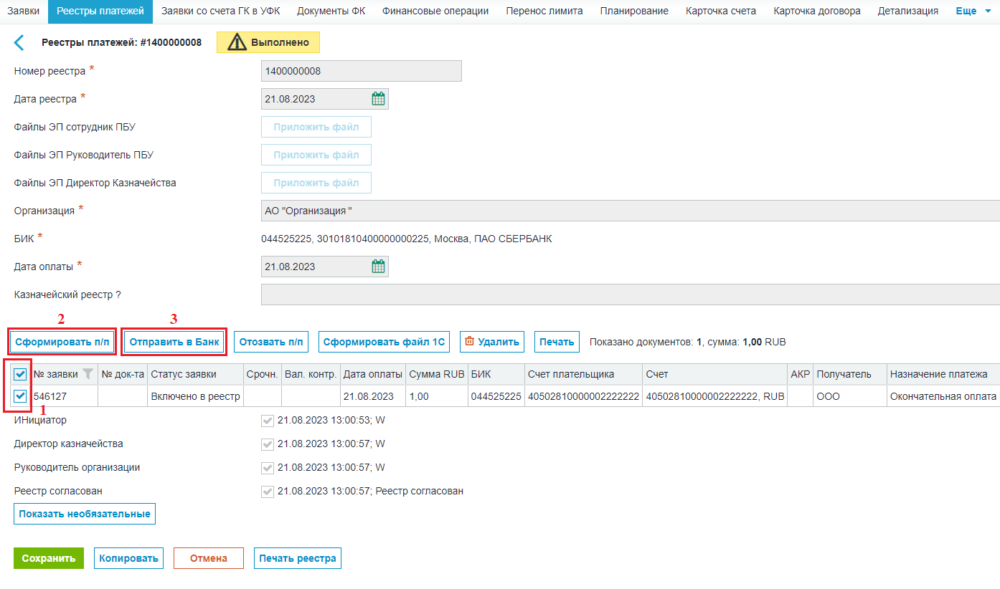 Заявки Реестры платежей Заявки со счета ГК в УФК Документы ФК Финансовые операции Перенос лимита Планирование Карточка счета Карточка договора Детализация Еще
Реестры платежей: #1400000008 Выполнено
Номер реестра * 1400000008
Дата реестра * 21.08.2023
Файлы ЭП сотрудник ПБУ Приложить файл
Файлы ЭП Руководитель ПБУ Приложить файл
Файлы ЭП Директор Казначейства Приложить файл
Организация * АО "Организация "
БИК * 044525225, 30101810400000000225, Москва, ПАО СБЕРБАНК
Дата оплаты * 21.08.2023
Казначейский реестр ?
2 3
Сформировать п/п Отправить в Банк Отозвать п/п Сформировать файл 1С Удалить Печать Показано документов: 1, сумма: 1,00 RUB
№ заявки № док-та Статус заявки Срочн. Вал. контр. Дата оплаты Сумма RUB БИК Счет плательщика Счет АКР Получатель Назначение платежа
546127 Включено в реестр 21.08.2023 1,00 044525225 40502810000002222222 40502810000002222222, RUB ООО Окончательная оплата
1
ИНициатор 21.08.2023 13:00:53; W
Директор казначейства 21.08.2023 13:00:57; W
Руководитель организации 21.08.2023 13:00:57; W
Реестр согласован 21.08.2023 13:00:57; Реестр согласован
Показать необязательные
Сохранить Копировать Отмена Печать реестра